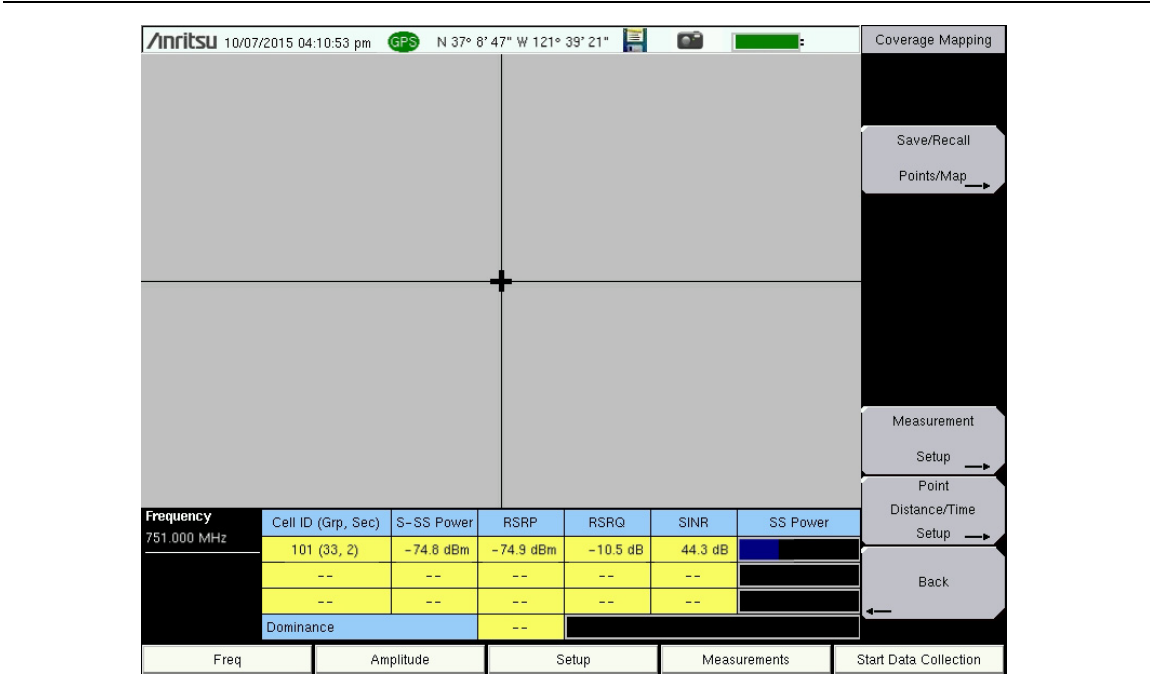 Anritsu 10/07/2015 04:10:53 pm GPS N 37° 8' 47" W 121° 39' 21"
Coverage Mapping
Save/Recall
Points/Map
Measurement
Setup
Point
Distance/Time
Setup
Back
Frequency
751.000 MHz
Cell ID (Grp, Sec) S-SS Power RSRP RSRQ SINR SS Power
101 (33, 2) -74.8 dBm -74.9 dBm -10.5 dB 44.3 dB
-- -- -- -- --
-- -- -- -- --
Dominance --
Freq Amplitude Setup Measurements Start Data Collection